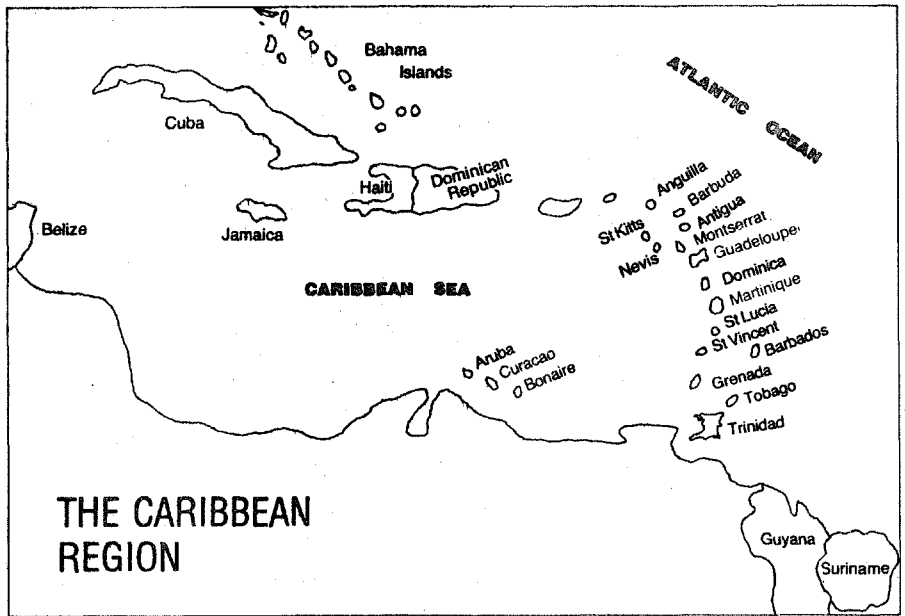 Bahama
Islands
ATLANTIC OCEAN
Cuba
Haiti
Dominican
Republic
Anguilla
Barbuda
Antigua
St Kitts
Montserrat
Nevis
Guadeloupe
Belize
Jamaica
CARIBBEAN SEA
Dominica
Martinique
St Lucia
St Vincent
Barbados
Aruba
Curacao
Bonaire
Grenada
Tobago
Trinidad
THE CARIBBEAN
REGION
Guyana
Suriname